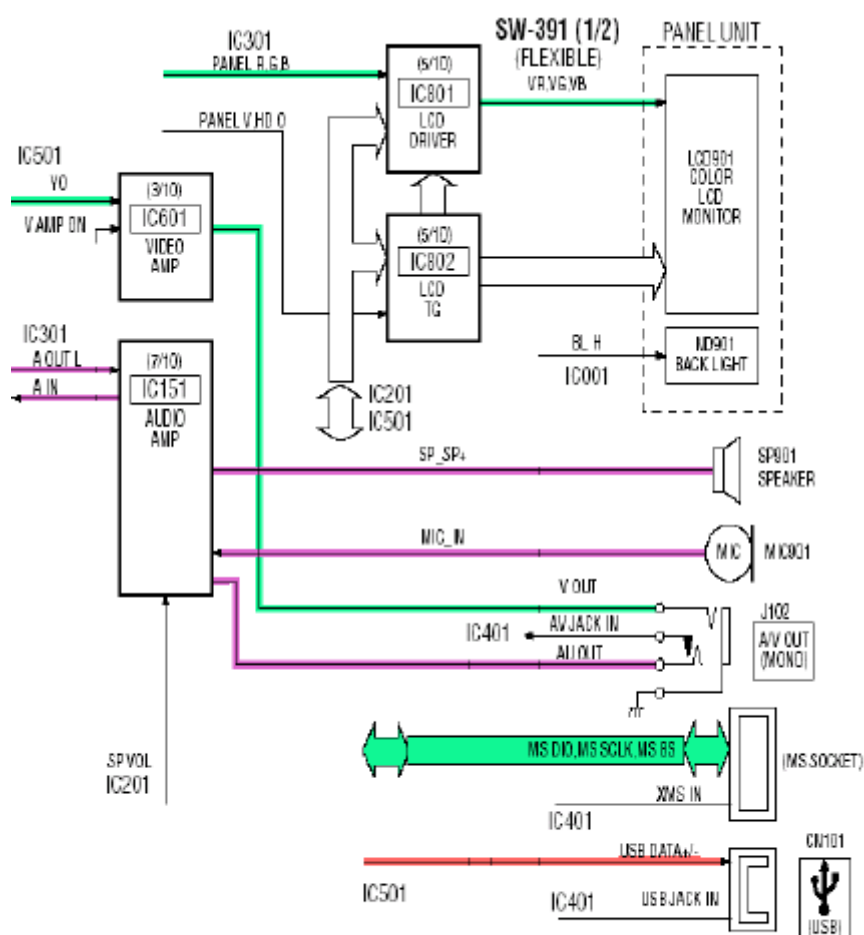 IC301
PANEL R,G,B
SW-391 (1/2)
(FLEXIBLE)
VR,VG,VB
PANEL UNIT
(5/10)
IC801
LCD
DRIVER
PANEL V,HD O
LCD901
COLOR
LCD
MONITOR
IC501
VO
V AMP ON
(3/10)
IC601
VIDEO
AMP
(5/10)
IC802
LCD
TG
IC301
A OUT L
A IN
(7/10)
IC151
AUDIO
AMP
BL H
IC001
ND901
BACK LIGHT
IC201
IC501
SP_SP+
SP901
SPEAKER
MIC_IN
MIC
MIC901
V OUT
J102
IC401
AV JACK IN
A/V OUT
(MONO)
AU OUT
MS DIO,MS SCLK,MS BS
(MS SOCKET)
SP VOL
IC201
XMS IN
IC401
CN101
USB DATA+/-
IC501
IC401
USB JACK IN
(USB)